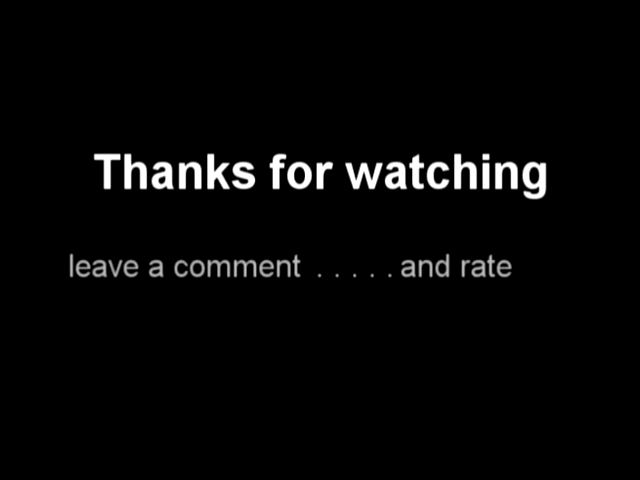 Thanks for watching
leave a comment . . . . . and rate